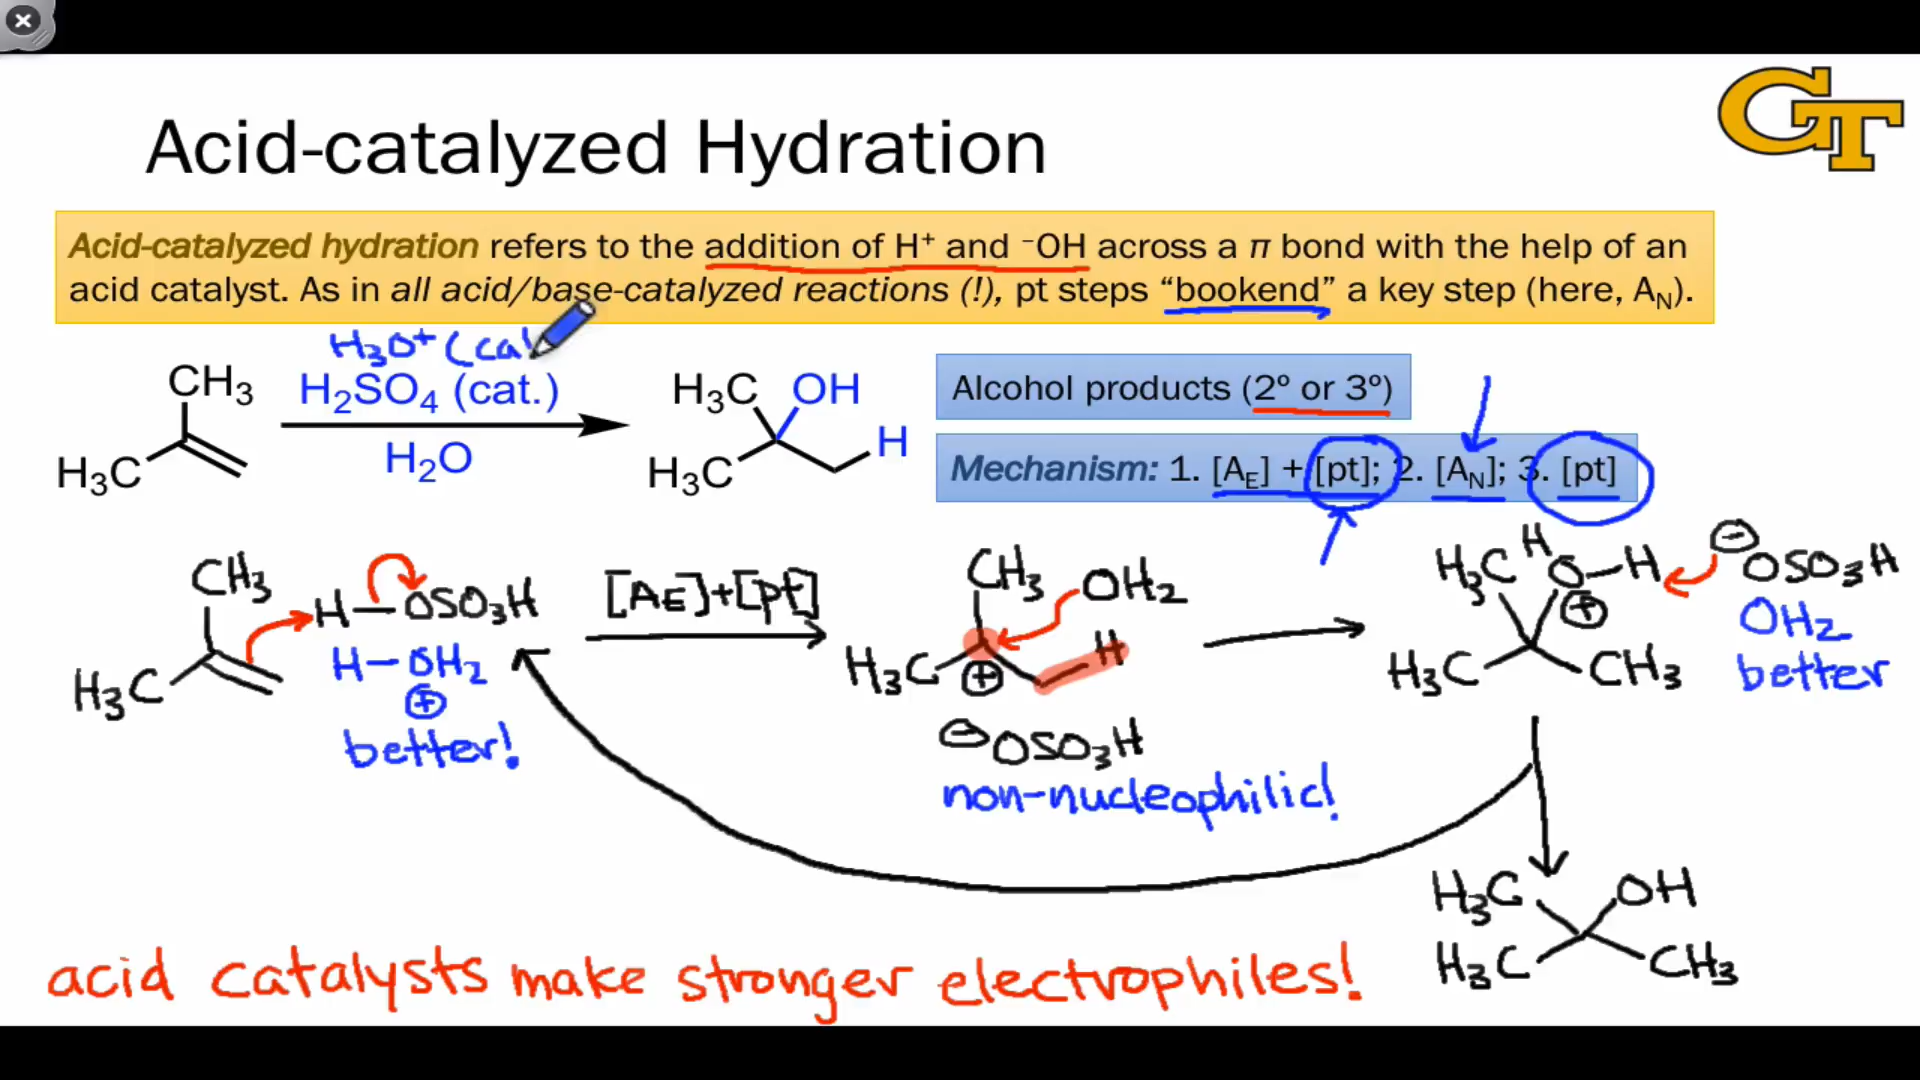 GT
Acid-catalyzed Hydration
Acid-catalyzed hydration refers to the addition of H⁺ and ⁻OH across a π bond with the help of an
acid catalyst. As in all acid/base-catalyzed reactions (!), pt steps “bookend” a key step (here, A_N).
H₃O⁺ (cat
CH₃
H₂SO₄ (cat.)
H₂O
H₃C
H₃C
OH
H
H₃C
Alcohol products (2º or 3º)
Mechanism: 1. [A_E] + [pt]; 2. [A_N]; 3. [pt]
CH₃
H₃C
H—OSO₃H
H—OH₂
⊕
better!
[A_E]+[pt]
CH₃
OH₂
H
H₃C
⊕
⊖OSO₃H
non-nucleophilic!
H₃C
H
O—H
⊕
H₃C
CH₃
⊖
OSO₃H
OH₂
better
H₃C
OH
H₃C
CH₃
acid catalysts make stronger electrophiles!